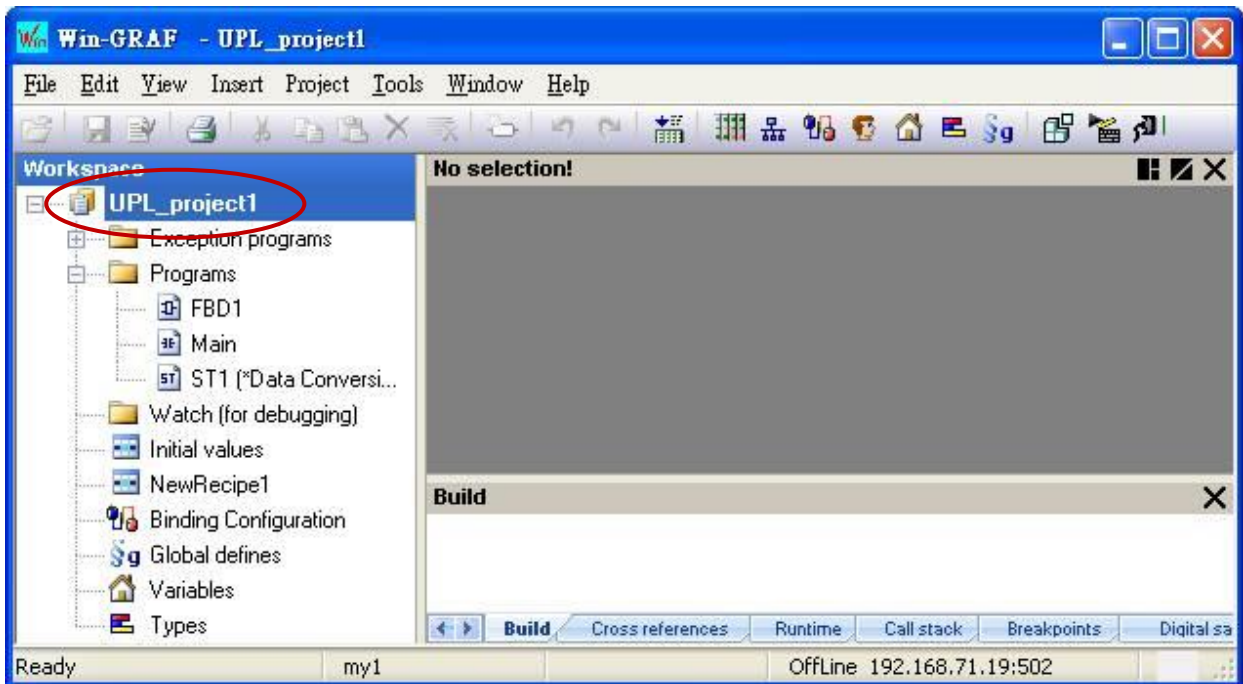 Win-GRAF - UPL_project1
File Edit View Insert Project Tools Window Help
Workspace
No selection!
UPL_project1
Exception programs
Programs
FBD1
Main
ST1 (*Data Conversi...
Watch (for debugging)
Initial values
NewRecipe1
Binding Configuration
Global defines
Variables
Types
Build
Build Cross references Runtime Call stack Breakpoints Digital sa
Ready my1 OffLine 192.168.71.19:502